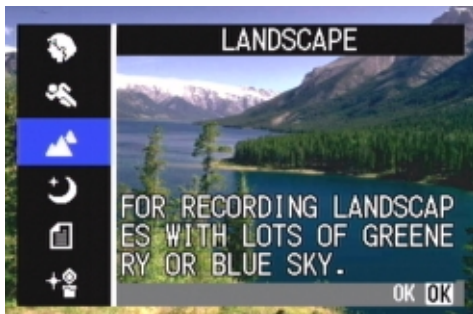 LANDSCAPE
FOR RECORDING LANDSCAP
ES WITH LOTS OF GREENE
RY OR BLUE SKY.
OK OK